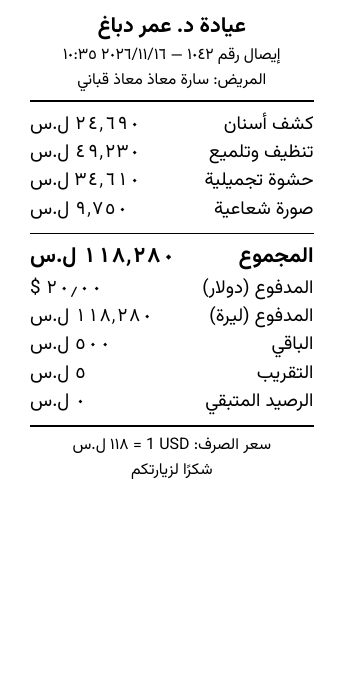 عيادة د. عمر دباغ
إيصال رقم ١٠٤٢ — ٢٠٢٦/١١/١٦ ١٠:٣٥
المريض: سارة معاذ معاذ قباني
كشف أسنان ٢٤,٦٩٠ ل.س
تنظيف وتلميع ٤٩,٢٣٠ ل.س
حشوة تجميلية ٣٤,٦١٠ ل.س
صورة شعاعية ٩,٧٥٠ ل.س
المجموع ١١٨,٢٨٠ ل.س
المدفوع (دولار) ٢٠٫٠٠ $
المدفوع (ليرة) ١١٨,٢٨٠ ل.س
الباقي ٥٠٠ ل.س
التقريب ٥ ل.س
الرصيد المتبقي ٠ ل.س
سعر الصرف: 1 USD = ١١٨ ل.س
شكرًا لزيارتكم